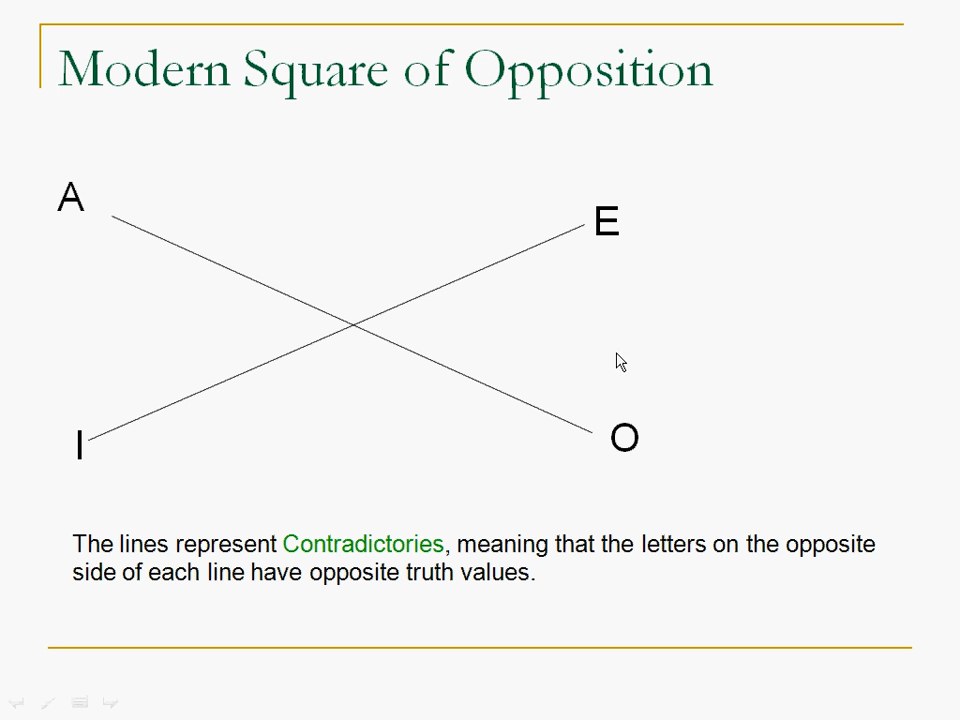 Modern Square of Opposition
A
E
I
O
The lines represent Contradictories, meaning that the letters on the opposite
side of each line have opposite truth values.